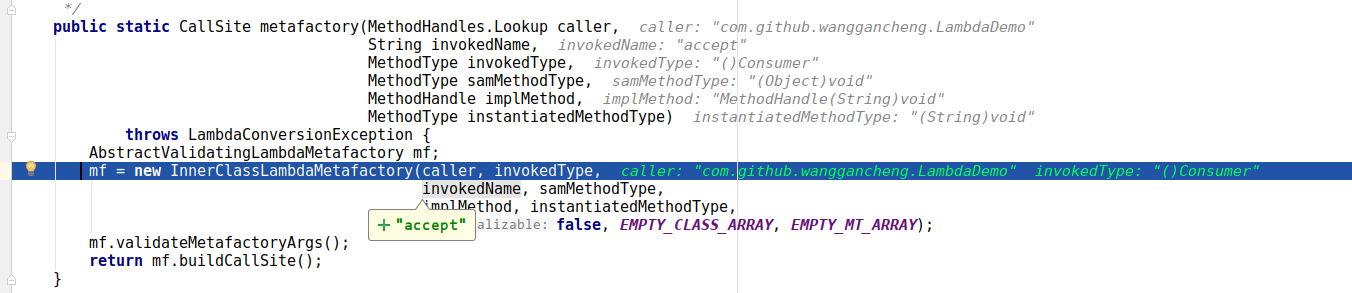 */
public static CallSite metafactory(MethodHandles.Lookup caller, caller: "com.github.wanggancheng.LambdaDemo"
String invokedName, invokedName: "accept"
MethodType invokedType, invokedType: "()Consumer"
MethodType samMethodType, samMethodType: "(Object)void"
MethodHandle implMethod, implMethod: "MethodHandle(String)void"
MethodType instantiatedMethodType) instantiatedMethodType: "(String)void"
throws LambdaConversionException {
AbstractValidatingLambdaMetafactory mf;
mf = new InnerClassLambdaMetafactory(caller, invokedType, caller: "com.github.wanggancheng.LambdaDemo" invokedType: "()Consumer"
invokedName, samMethodType,
implMethod, instantiatedMethodType,
+ "accept" alizable: false, EMPTY_CLASS_ARRAY, EMPTY_MT_ARRAY);
mf.validateMetafactoryArgs();
return mf.buildCallSite();
}